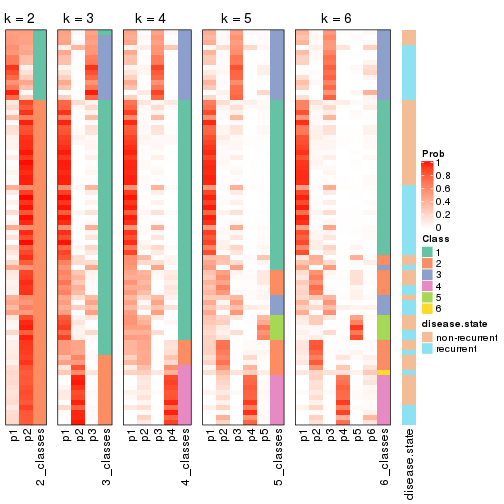 k = 2 k = 3 k = 4 k = 5 k = 6
Prob
1
0.8
0.6
0.4
0.2
0
Class
1
2
3
4
5
6
disease.state
non-recurrent
recurrent
p1 p2 2_classes p1 p2 p3 3_classes p1 p2 p3 p4 4_classes p1 p2 p3 p4 p5 5_classes p1 p2 p3 p4 p5 p6 6_classes disease.state